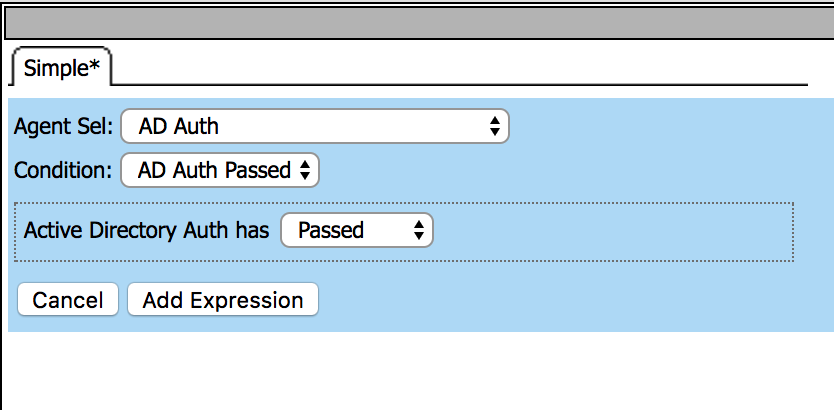 Simple*
Agent Sel: AD Auth
Condition: AD Auth Passed
Active Directory Auth has Passed
Cancel Add Expression